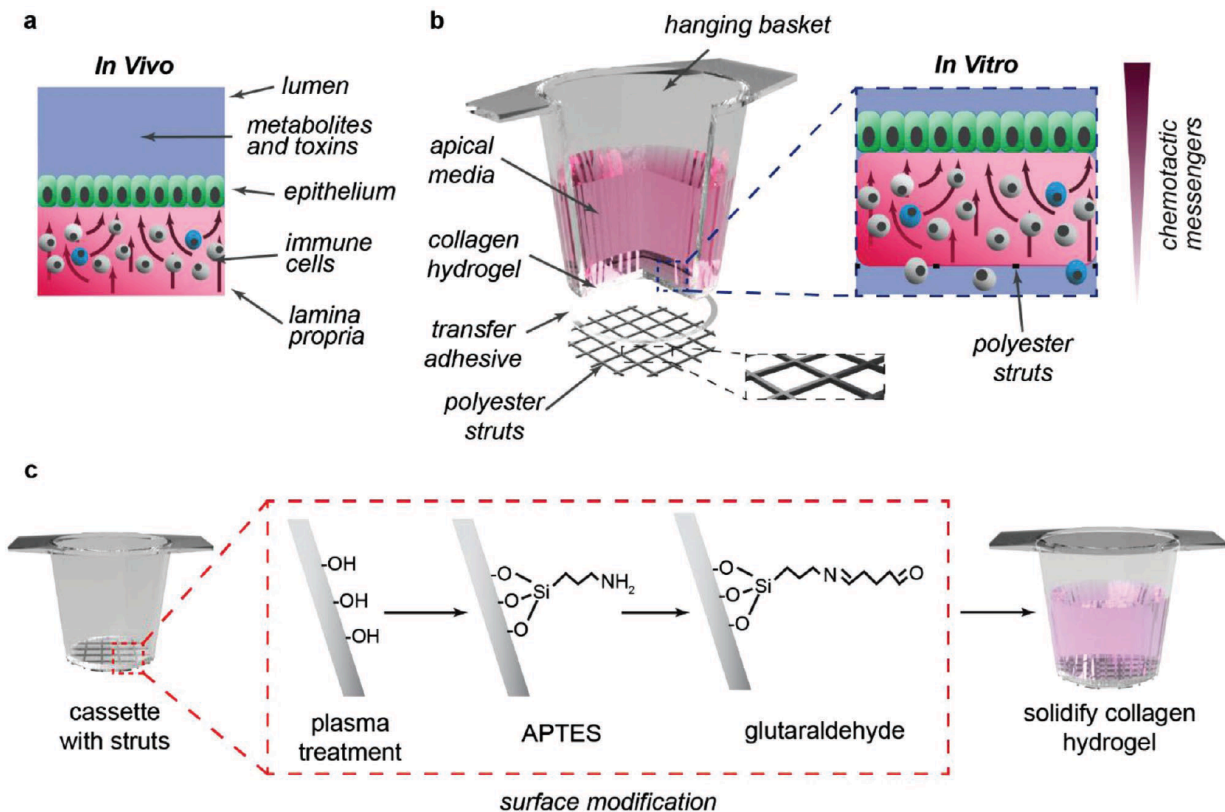 a
In Vivo
lumen
metabolites
and toxins
epithelium
immune
cells
lamina
propria
b
hanging basket
apical
media
collagen
hydrogel
transfer
adhesive
polyester
struts
In Vitro
polyester
struts
chemotactic
messengers
c
cassette
with struts
-OH
-OH
-OH
plasma
treatment
-O
-O
-O
Si
NH2
APTES
-O
-O
-O
Si
N
O
glutaraldehyde
surface modification
solidify collagen
hydrogel